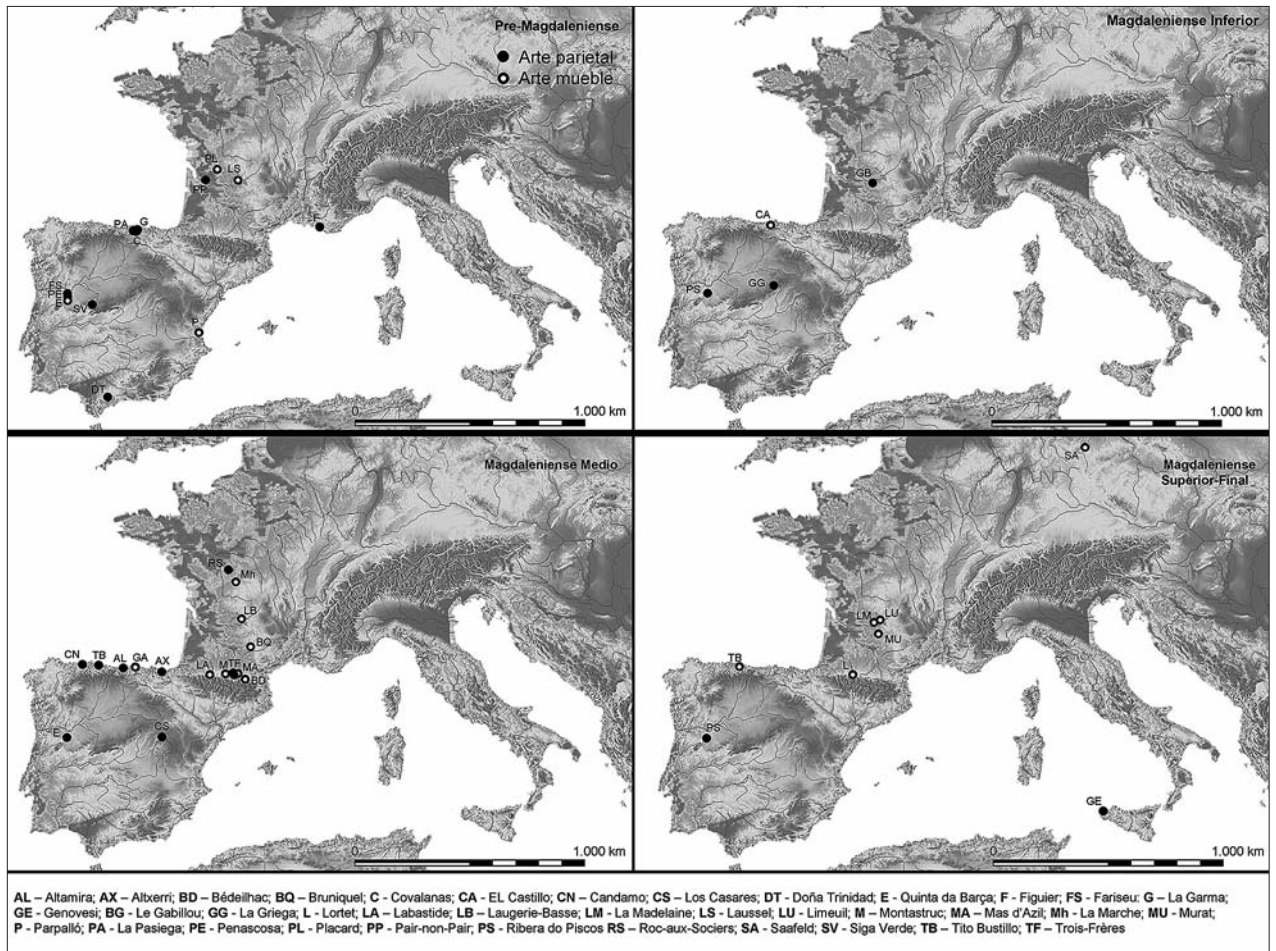 Pre-Magdaleniense
Arte parietal
Arte mueble
PL
LS
PP
PA
G
C
F
FS
PE
E
F
SV
P
DT
0
1.000 km
Magdaleniense Inferior
GB
CA
PS
GG
0
1.000 km
Magdaleniense Medio
RS
Mh
LB
BQ
CN
TB
AL
GA
AX
LA
MTF
MA
BD
E
CS
0
1.000 km
Magdaleniense
Superior-Final
SA
LM
LU
MU
TB
L
PS
GE
0
1.000 km
AL – Altamira; AX – Altxerri; BD – Bédeilhac; BQ – Bruniquel; C - Covalanas; CA - EL Castillo; CN – Candamo; CS – Los Casares; DT - Doña Trinidad; E - Quinta da Barça; F - Figuier; FS - Fariseu: G – La Garma;
GE - Genovesi; BG - Le Gabillou; GG - La Griega; L - Lortet; LA – Labastide; LB – Laugerie-Basse; LM – La Madelaine; LS - Laussel; LU - Limeuil; M – Montastruc; MA – Mas d'Azil; Mh - La Marche; MU - Murat;
P - Parpalló; PA - La Pasiega; PE - Penascosa; PL - Placard; PP - Pair-non-Pair; PS - Ribera do Piscos RS – Roc-aux-Sociers; SA - Saafeld; SV - Siga Verde; TB – Tito Bustillo; TF – Trois-Frères